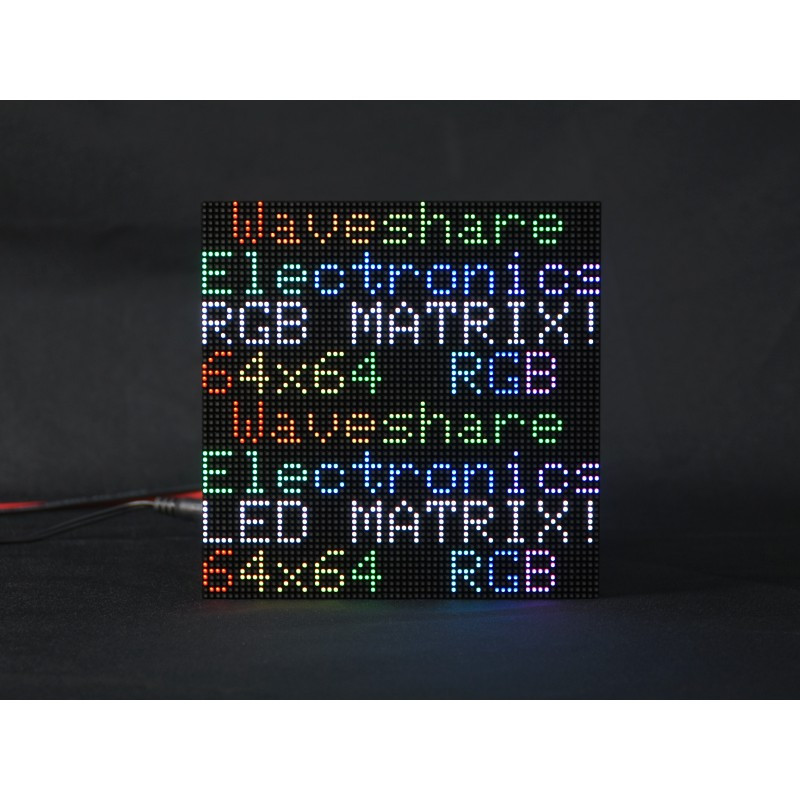 Waveshare
Electronics
RGB MATRIX!
64x64 RGB
Waveshare
Electronics
LED MATRIX!
64x64 RGB